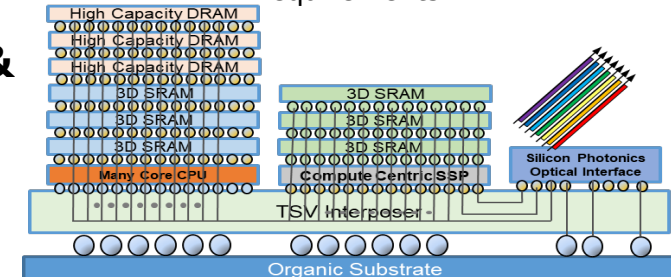 &
High Capacity DRAM
High Capacity DRAM
High Capacity DRAM
3D SRAM
3D SRAM
3D SRAM
Many Core CPU
3D SRAM
3D SRAM
3D SRAM
Compute Centric SSP
Silicon Photonics
Optical Interface
TSV Interposer
Organic Substrate